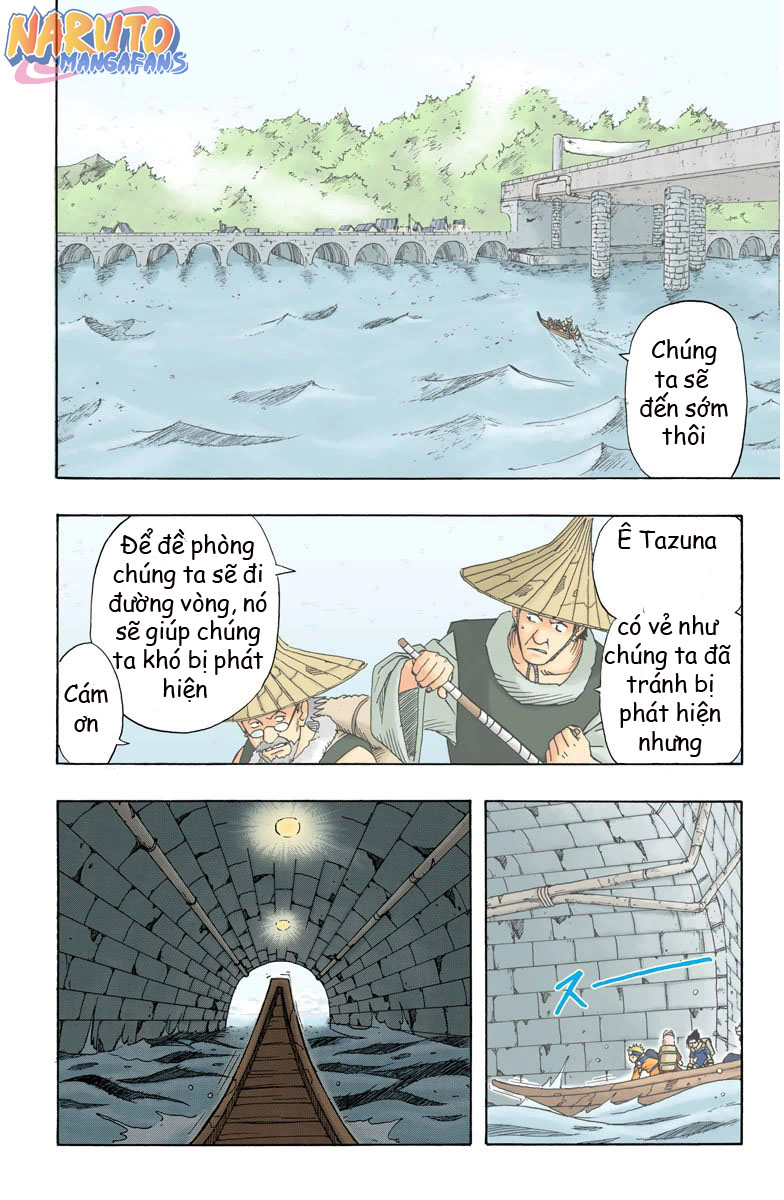 NARUTO
MANGAFANS
Chúng
ta sẽ
đến sớm
thôi
Ê Tazuna
có vẻ như
chúng ta đã
tránh bị
phát hiện
nhưng
Để đề phòng
chúng ta sẽ đi
đường vòng, nó
sẽ giúp chúng
ta khó bị phát
hiện
Cám
ơn
スー